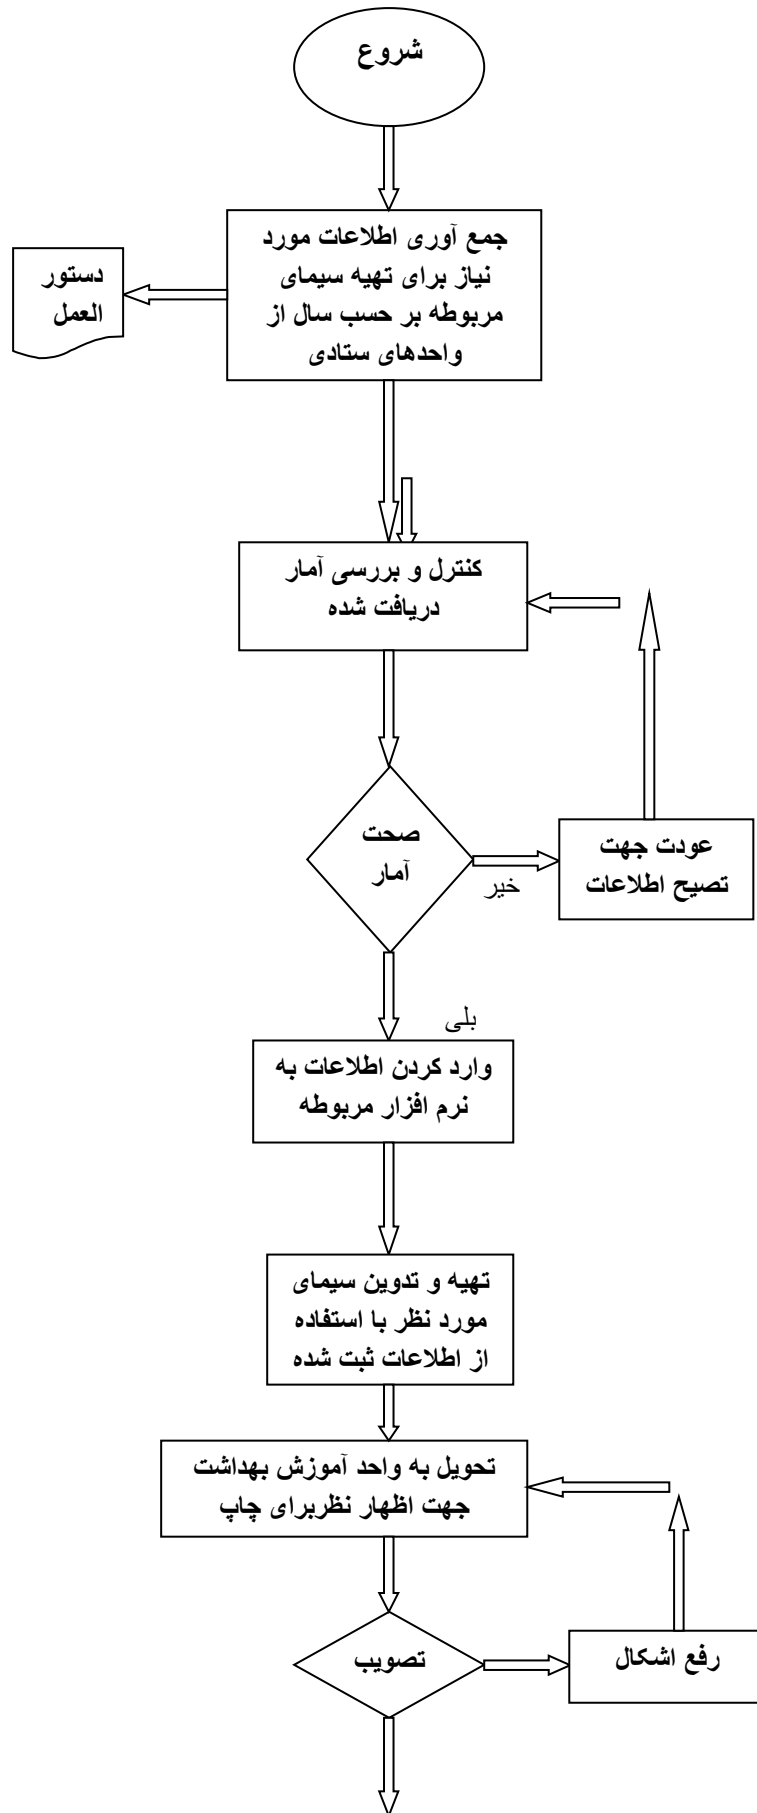 شروع
جمع آوری اطلاعات مورد
نیاز برای تهیه سیمای
مربوطه بر حسب سال از
واحدهای ستادی
دستور
العمل
کنترل و بررسی آمار
دریافت شده
صحت
آمار
خیر
عودت جهت
تصیح اطلاعات
بلی
وارد کردن اطلاعات به
نرم افزار مربوطه
تهیه و تدوین سیمای
مورد نظر با استفاده
از اطلاعات ثبت شده
تحویل به واحد آموزش بهداشت
جهت اظهار نظربرای چاپ
تصویب
رفع اشکال